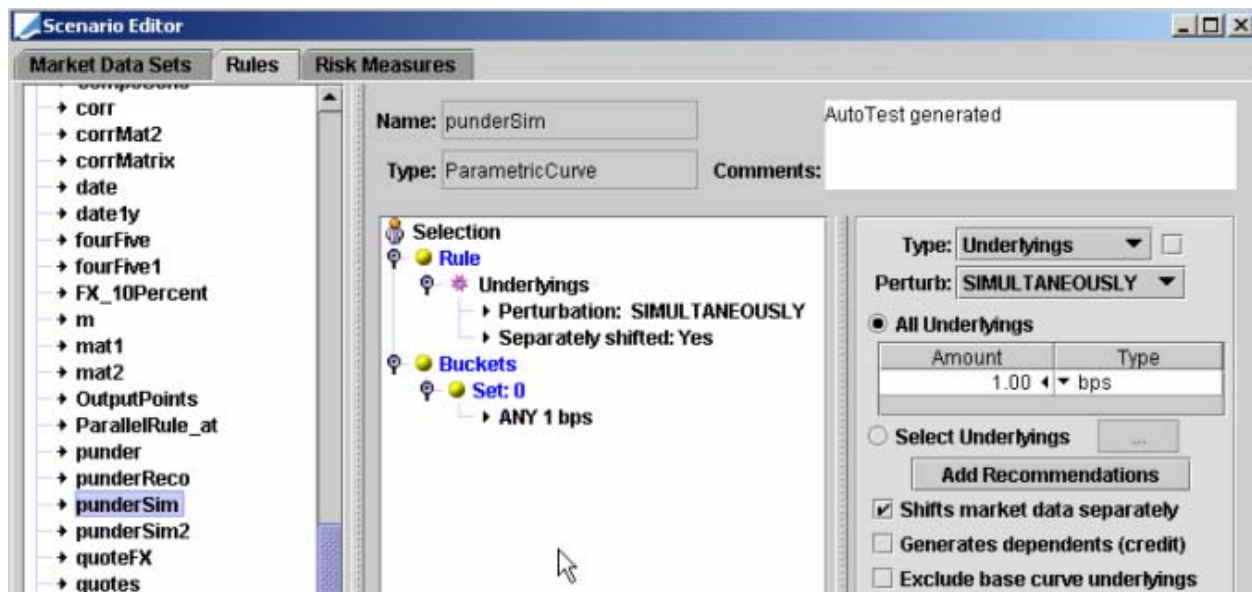 Scenario Editor
Market Data Sets Rules Risk Measures
corr
corrMat2
corrMatrix
date
date1y
fourFive
fourFive1
FX_10Percent
m
mat1
mat2
OutputPoints
ParallelRule_at
punder
punderReco
punderSim
punderSim2
quoteFX
quotes
Name: punderSim
Type: ParametricCurve
Comments: AutoTest generated
Selection
Rule
Underlyings
Perturbation: SIMULTANEOUSLY
Separately shifted: Yes
Buckets
Set: 0
ANY 1 bps
Type: Underlyings
Perturb: SIMULTANEOUSLY
All Underlyings
Amount Type
1.00 bps
Select Underlyings ...
Add Recommendations
Shifts market data separately
Generates dependents (credit)
Exclude base curve underlyings